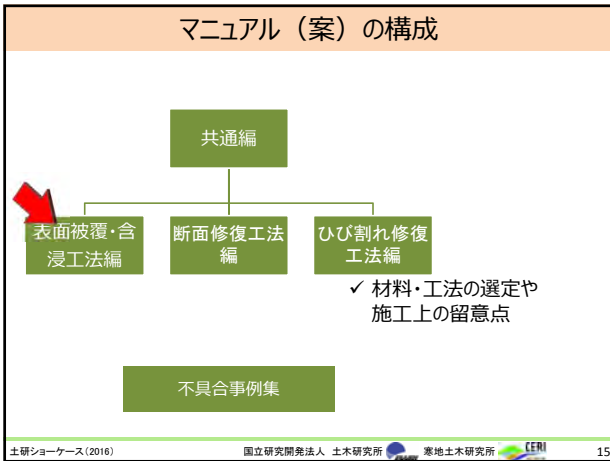 マニュアル（案）の構成
共通編
表面被覆・含
浸工法編
断面修復工法
編
ひび割れ修復
工法編
✓ 材料・工法の選定や
施工上の留意点
不具合事例集
土研ショーケース（2016）
国立研究開発法人 土木研究所
寒地土木研究所
CERI
15